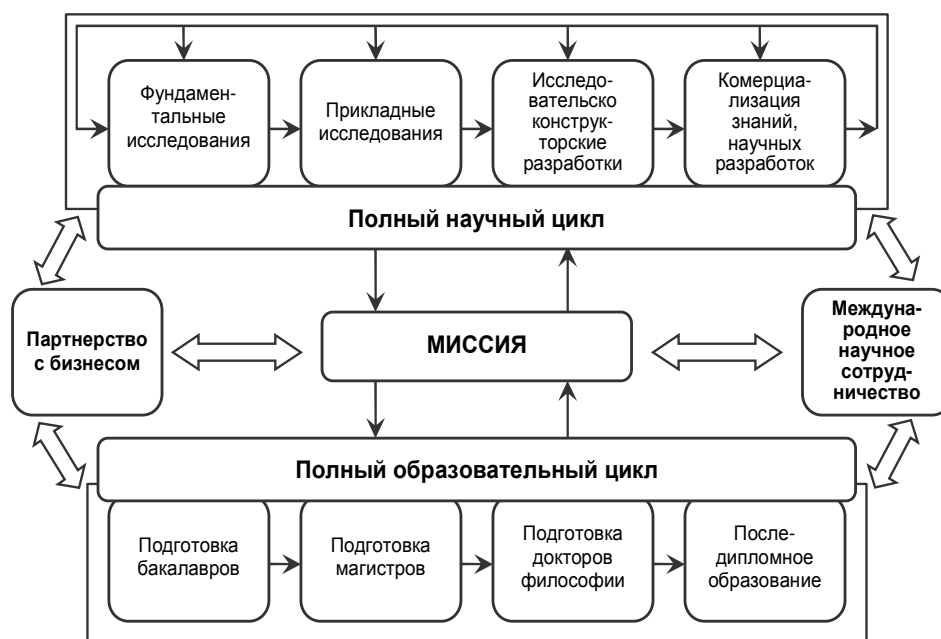 Фундамен-
тальные
исследования
Прикладные
исследования
Исследо-
вательско
конструк-
торские
разработки
Комерциа-
лизация
знаний,
научных
разработок
Полный научный цикл
Партнерство
с бизнесом
МИССИЯ
Междуна-
родное
научное
сотруд-
ничество
Полный образовательный цикл
Подготовка
бакалавров
Подготовка
магистров
Подготовка
докторов
философии
После-
дипломное
образование